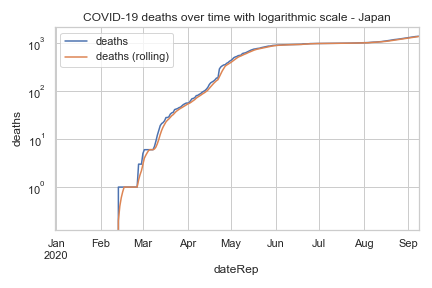 COVID-19 deaths over time with logarithmic scale - Japan
deaths
deaths (rolling)
10³
10²
10¹
10⁰
deaths
Jan Feb Mar Apr May Jun Jul Aug Sep
2020
dateRep